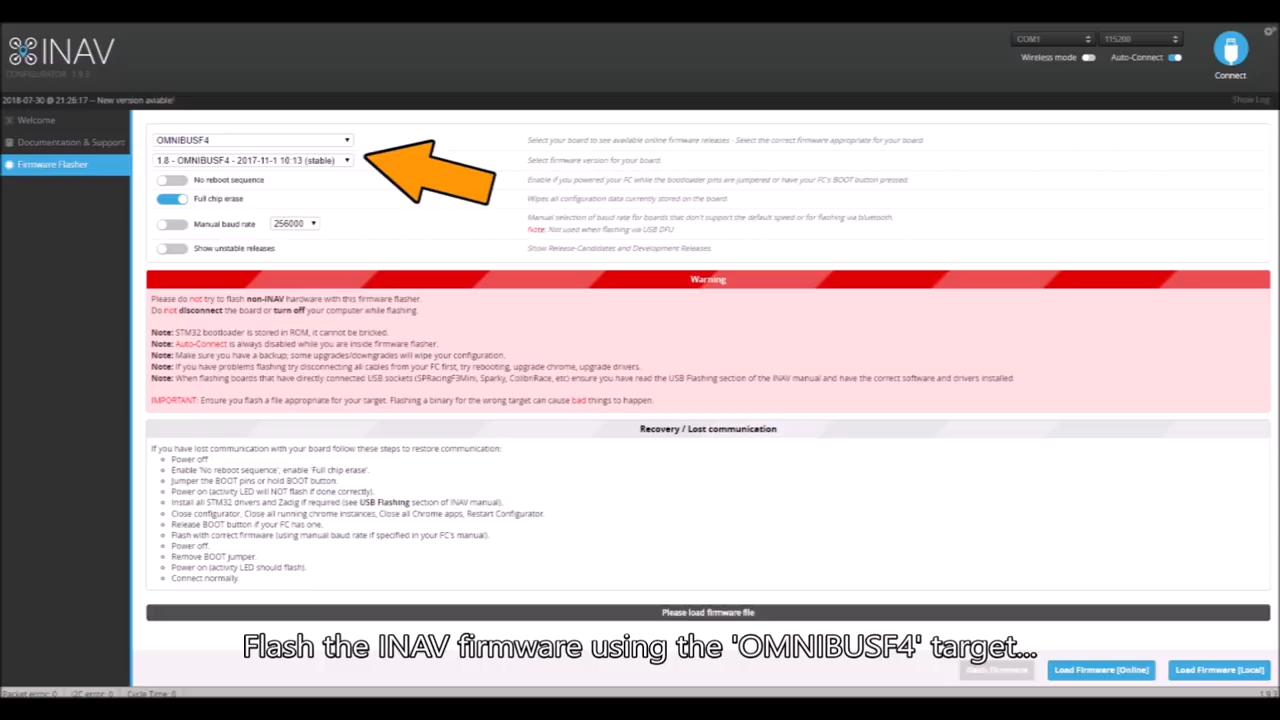 INAV
CONFIGURATOR 1.9.3
COM1
115200
Wireless mode
Auto-Connect
Connect
2018-07-30 @ 21:26:17 -- New version aviable!
Show Log
Welcome
Documentation & Support
Firmware Flasher
OMNIBUSF4
Select your board to see available online firmware releases - Select the correct firmware appropriate for your board.
1.8 - OMNIBUSF4 - 2017-11-1 10:13 (stable)
Select firmware version for your board.
No reboot sequence
Enable if you powered your FC while the bootloader pins are jumpered or have your FC's BOOT button pressed.
Full chip erase
Wipes all configuration data currently stored on the board.
Manual baud rate
256000
Manual selection of baud rate for boards that don't support the default speed or for flashing via bluetooth.
Note: Not used when flashing via USB DFU
Show unstable releases
Show Release-Candidates and Development Releases.
Warning
Please do not try to flash non-INAV hardware with this firmware flasher.
Do not disconnect the board or turn off your computer while flashing.
Note: STM32 bootloader is stored in ROM, it cannot be bricked.
Note: Auto-Connect is always disabled while you are inside firmware flasher.
Note: Make sure you have a backup; some upgrades/downgrades will wipe your configuration.
Note: If you have problems flashing try disconnecting all cables from your FC first, try rebooting, upgrade chrome, upgrade drivers.
Note: When flashing boards that have directly connected USB sockets (SPRacingF3Mini, Sparky, ColibriRace, etc) ensure you have read the USB Flashing section of the INAV manual and have the correct software and drivers installed
IMPORTANT: Ensure you flash a file appropriate for your target. Flashing a binary for the wrong target can cause bad things to happen.
Recovery / Lost communication
If you have lost communication with your board follow these steps to restore communication:
Power off
Enable 'No reboot sequence', enable 'Full chip erase'.
Jumper the BOOT pins or hold BOOT button.
Power on (activity LED will NOT flash if done correctly).
Install all STM32 drivers and Zadig if required (see USB Flashing section of INAV manual).
Close configurator, Close all running chrome instances, Close all Chrome apps, Restart Configurator.
Release BOOT button if your FC has one.
Flash with correct firmware (using manual baud rate if specified in your FC's manual).
Power off.
Remove BOOT jumper.
Power on (activity LED should flash).
Connect normally.
Please load firmware file
Flash the INAV firmware using the 'OMNIBUSF4' target...
Flash Firmware
Load Firmware [Online]
Load Firmware [Local]
Packet error: 0
I2C error: 0
Cycle Time: 0
1.9.3